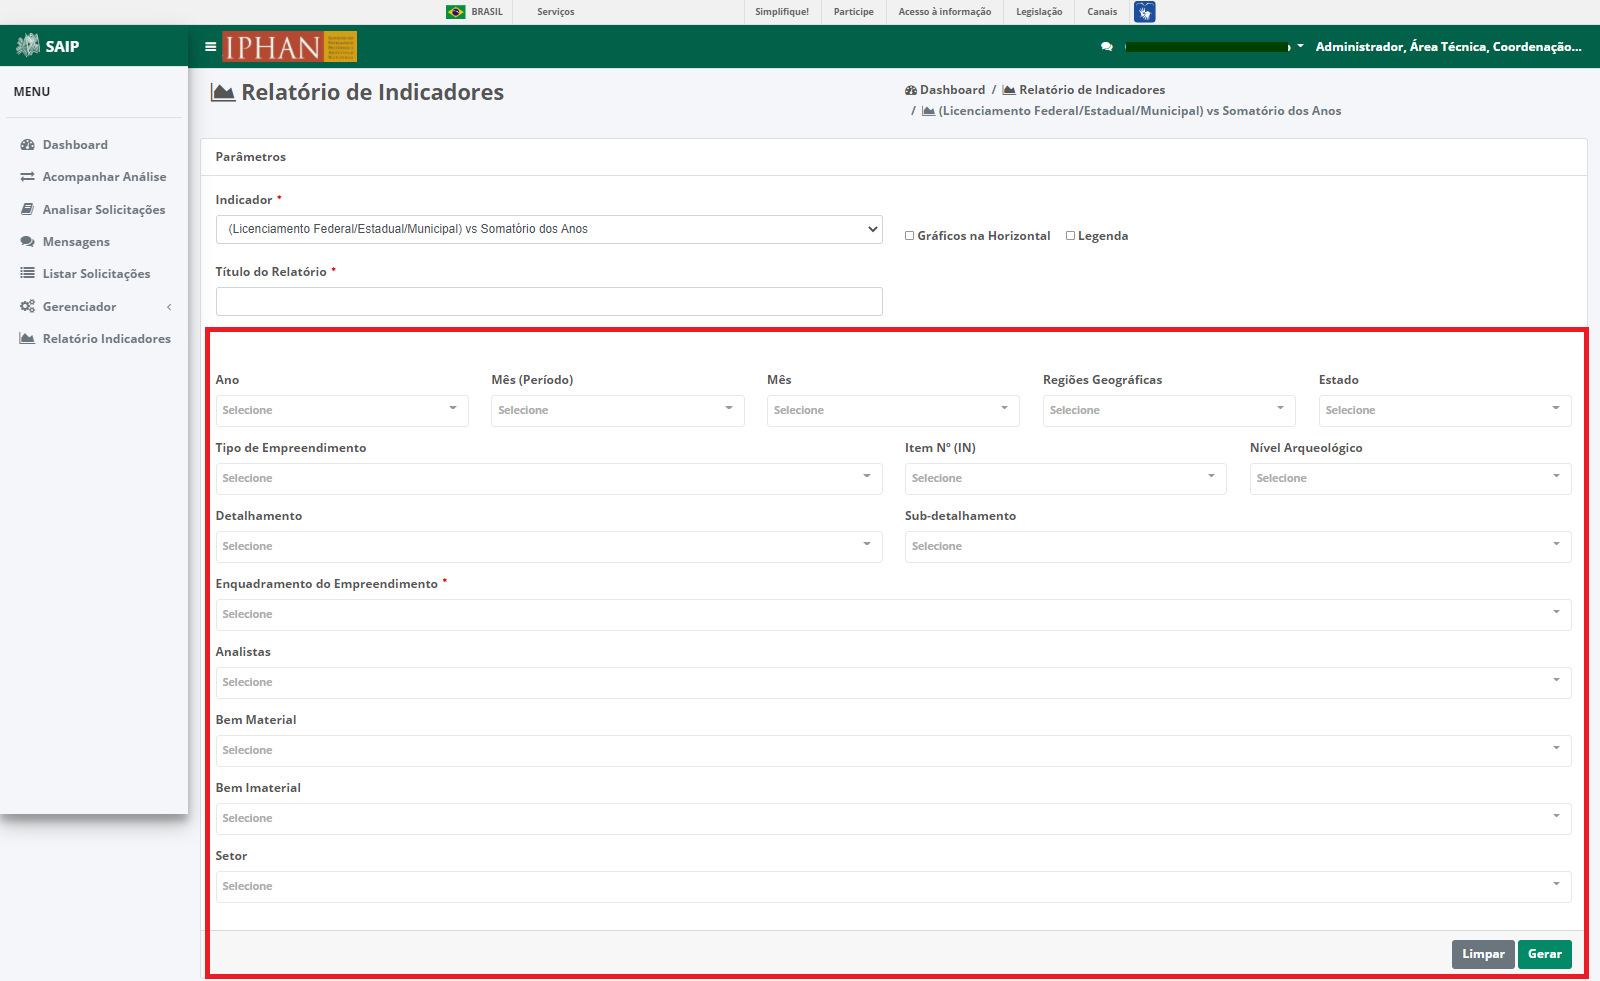 BRASIL Serviços Simplifique! Participe Acesso à informação Legislação Canais
SAIP IPHAN Administrador, Área Técnica, Coordenação...
MENU
Dashboard
Acompanhar Análise
Analisar Solicitações
Mensagens
Listar Solicitações
Gerenciador
Relatório Indicadores
Relatório de Indicadores
Dashboard / Relatório de Indicadores
/ (Licenciamento Federal/Estadual/Municipal) vs Somatório dos Anos
Parâmetros
Indicador *
(Licenciamento Federal/Estadual/Municipal) vs Somatório dos Anos
Gráficos na Horizontal Legenda
Título do Relatório *
Ano Mês (Período) Mês Regiões Geográficas Estado
Selecione Selecione Selecione Selecione Selecione
Tipo de Empreendimento Item Nº (IN) Nível Arqueológico
Selecione Selecione Selecione
Detalhamento Sub-detalhamento
Selecione Selecione
Enquadramento do Empreendimento *
Selecione
Analistas
Selecione
Bem Material
Selecione
Bem Imaterial
Selecione
Setor
Selecione
Limpar Gerar